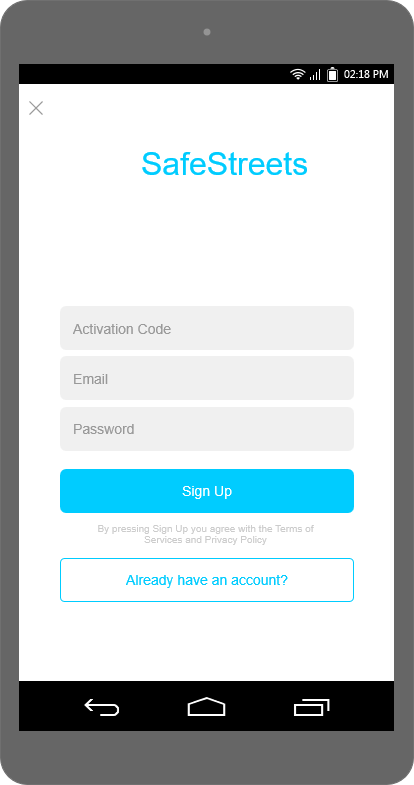 02:18 PM
SafeStreets
Activation Code
Email
Password
Sign Up
By pressing Sign Up you agree with the Terms of
Services and Privacy Policy
Already have an account?